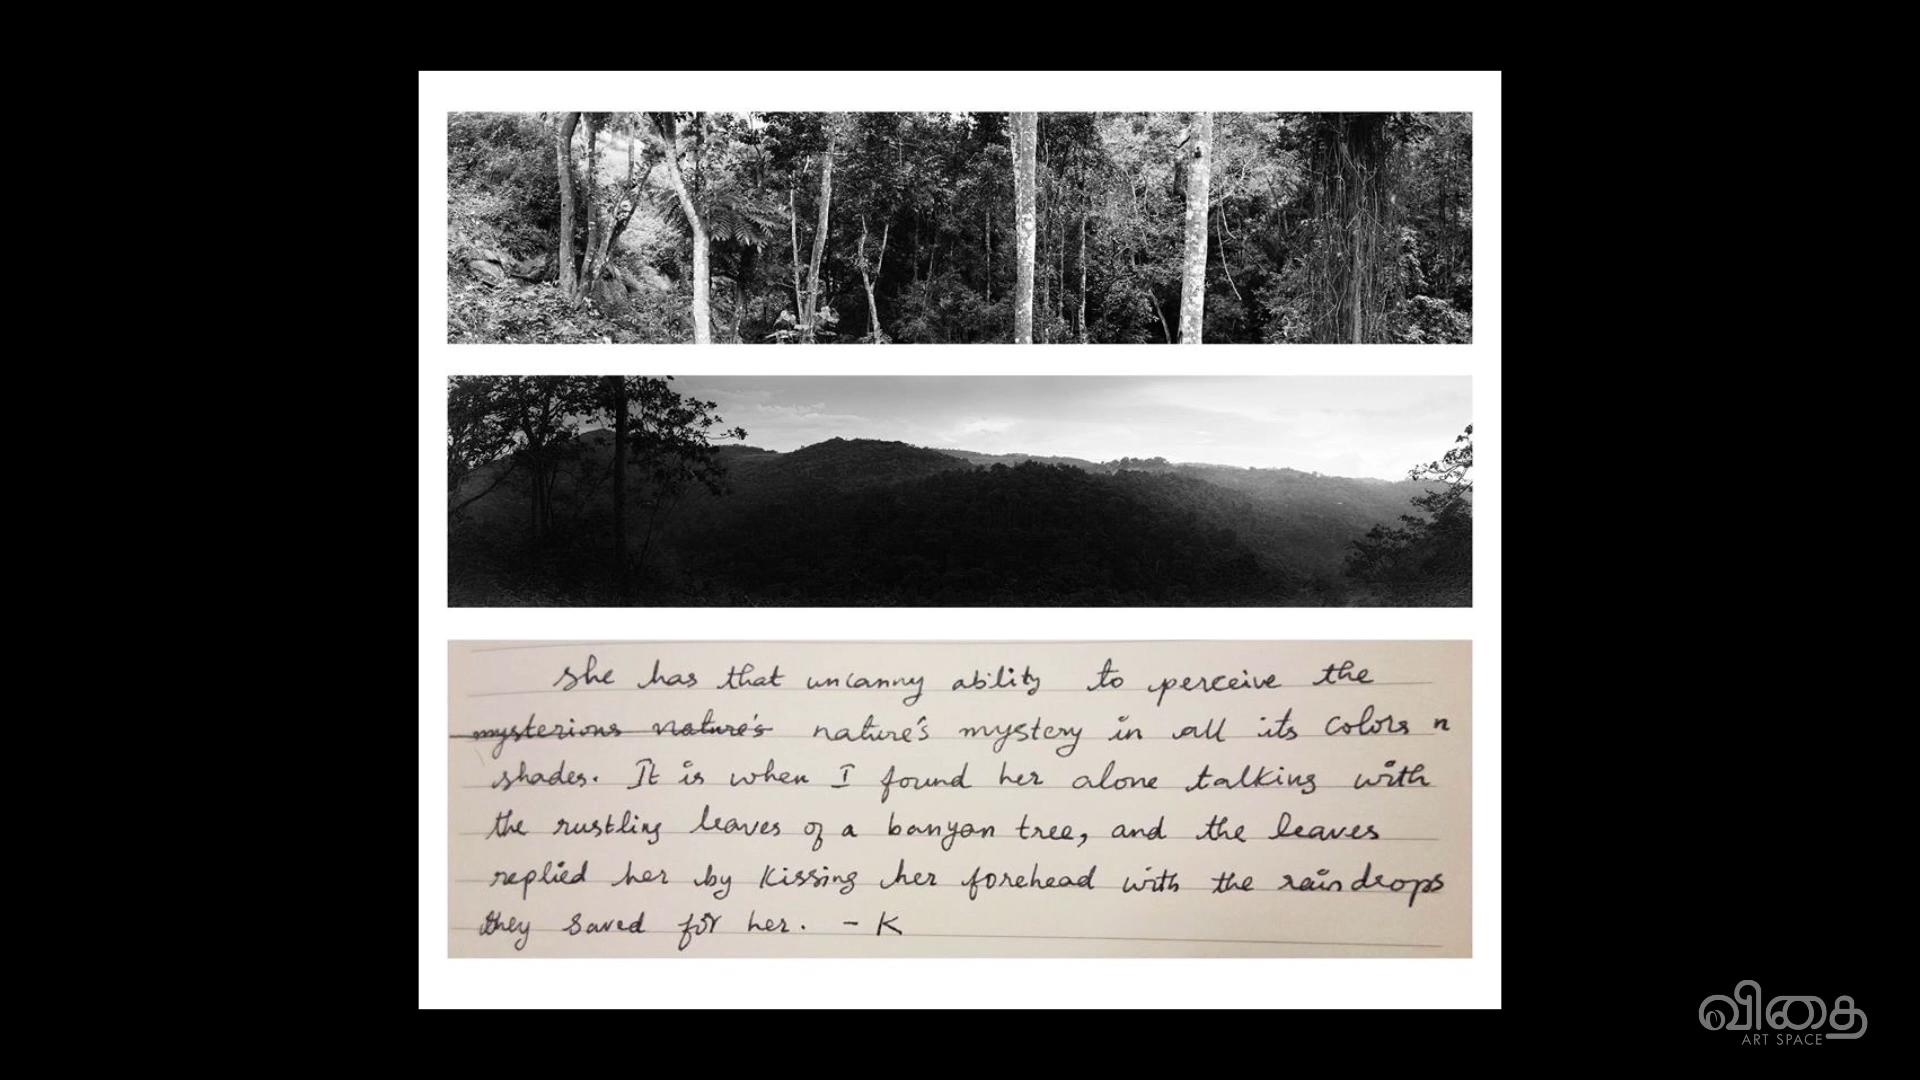 she has that uncanny ability to perceive the
mysterious nature's nature's mystery in all its colors n
shades. It is when I found her alone talking with
the rustling leaves of a banyan tree, and the leaves
replied her by kissing her forehead with the raindrops
they saved for her. - K
விதை
ART SPACE